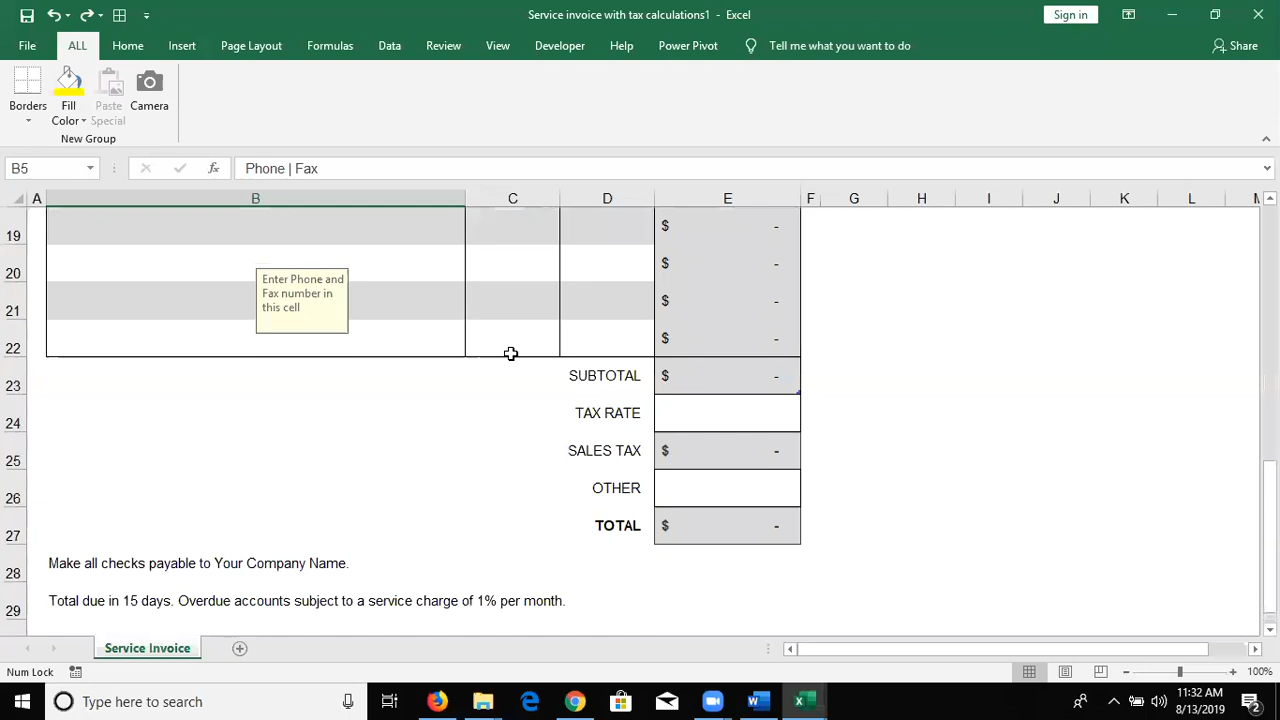 Service invoice with tax calculations1 - Excel
Sign in
File ALL Home Insert Page Layout Formulas Data Review View Developer Help Power Pivot Tell me what you want to do Share
Borders Fill Color Paste Special Camera
New Group
B5 fx Phone | Fax
A B C D E F G H I J K L M
19 $ -
20 $ -
Enter Phone and
Fax number in
this cell
21 $ -
22 $ -
23 SUBTOTAL $ -
24 TAX RATE
25 SALES TAX $ -
26 OTHER
27 TOTAL $ -
28 Make all checks payable to Your Company Name.
29 Total due in 15 days. Overdue accounts subject to a service charge of 1% per month.
Service Invoice
Num Lock 100%
Type here to search 11:32 AM
8/13/2019 2